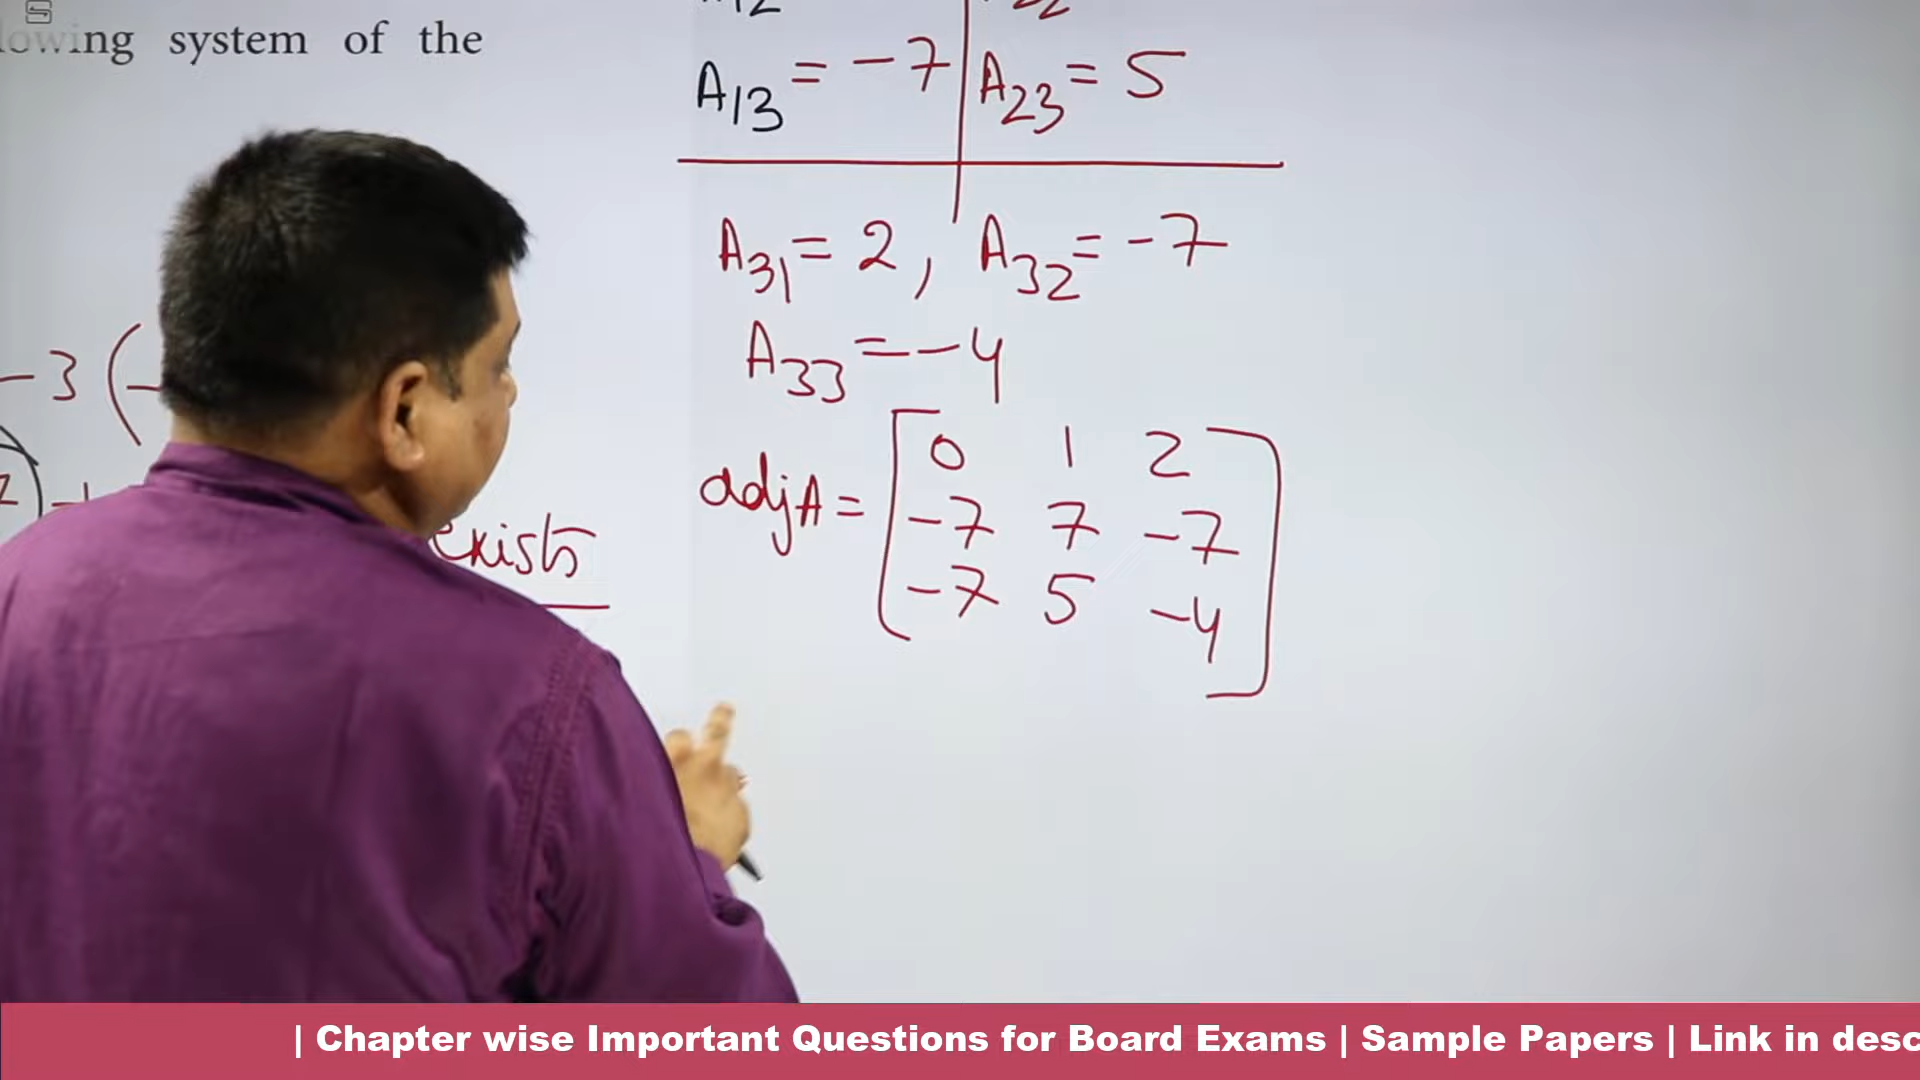 system of the
A13 = -7 A23 = 5
A31 = 2, A32 = -7
A33 = -4
-3 (-
adjA = [0 1 2
-7 7 -7
-7 5 -4]
exists
| Chapter wise Important Questions for Board Exams | Sample Papers | Link in desc